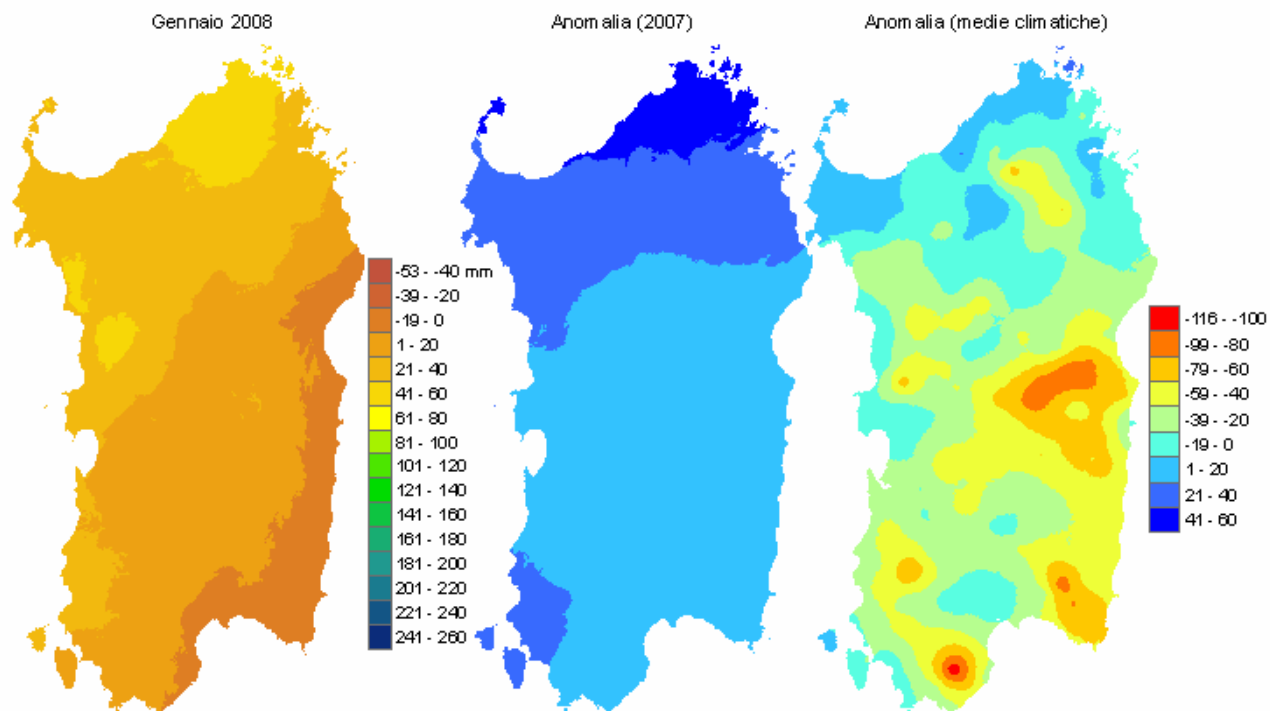 Gennaio 2008
Anomalia (2007)
Anomalia (medie climatiche)
-53 - -40 mm
-39 - -20
-19 - 0
1 - 20
21 - 40
41 - 60
61 - 80
81 - 100
101 - 120
121 - 140
141 - 160
161 - 180
181 - 200
201 - 220
221 - 240
241 - 260
-116 - -100
-99 - -80
-79 - -60
-59 - -40
-39 - -20
-19 - 0
1 - 20
21 - 40
41 - 60